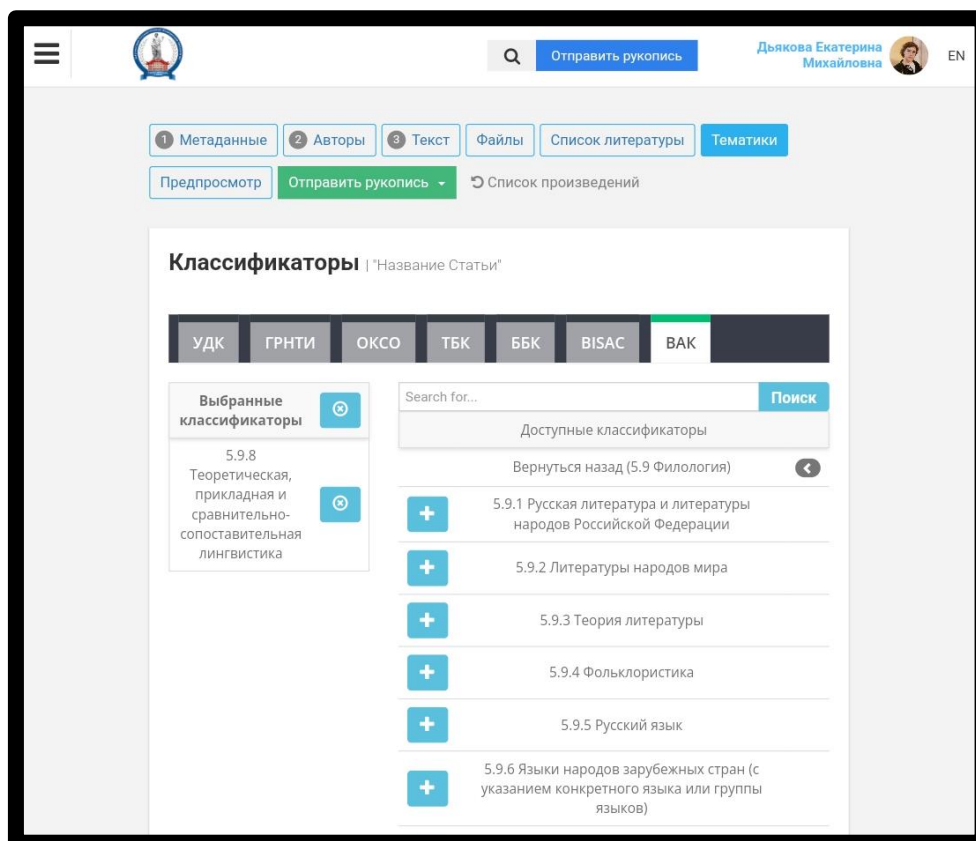 Отправить рукопись
Дьякова Екатерина
Михайловна
EN
1 Метаданные
2 Авторы
3 Текст
Файлы
Список литературы
Тематики
Предпросмотр
Отправить рукопись
Список произведений
Классификаторы | "Название Статьи"
УДК
ГРНТИ
ОКСО
ТБК
ББК
BISAC
ВАК
Выбранные
классификаторы
5.9.8
Теоретическая,
прикладная и
сравнительно-
сопоставительная
лингвистика
Search for...
Поиск
Доступные классификаторы
Вернуться назад (5.9 Филология)
5.9.1 Русская литература и литературы
народов Российской Федерации
5.9.2 Литературы народов мира
5.9.3 Теория литературы
5.9.4 Фольклористика
5.9.5 Русский язык
5.9.6 Языки народов зарубежных стран (с
указанием конкретного языка или группы
языков)